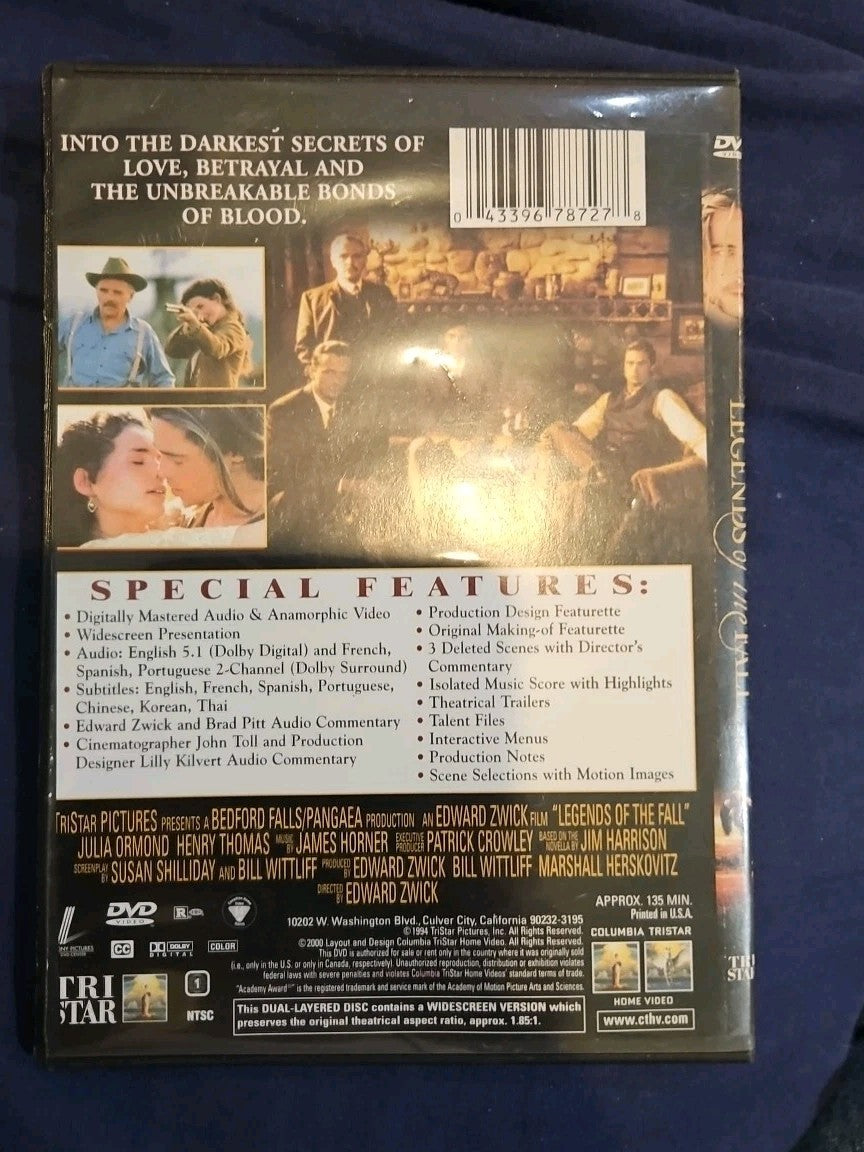 INTO THE DARKEST SECRETS OF
LOVE, BETRAYAL AND
THE UNBREAKABLE BONDS
OF BLOOD.
0 43396 78727 8
DV
LEGENDS of the FALL
SPECIAL FEATURES:
• Digitally Mastered Audio & Anamorphic Video
• Widescreen Presentation
• Audio: English 5.1 (Dolby Digital) and French,
Spanish, Portuguese 2-Channel (Dolby Surround)
• Subtitles: English, French, Spanish, Portuguese,
Chinese, Korean, Thai
• Edward Zwick and Brad Pitt Audio Commentary
• Cinematographer John Toll and Production
Designer Lilly Kilvert Audio Commentary
• Production Design Featurette
• Original Making-of Featurette
• 3 Deleted Scenes with Director's
Commentary
• Isolated Music Score with Highlights
• Theatrical Trailers
• Talent Files
• Interactive Menus
• Production Notes
• Scene Selections with Motion Images
TRISTAR PICTURES PRESENTS A BEDFORD FALLS/PANGAEA PRODUCTION AN EDWARD ZWICK FILM "LEGENDS OF THE FALL"
JULIA ORMOND HENRY THOMAS MUSIC BY JAMES HORNER EXECUTIVE PRODUCER PATRICK CROWLEY BASED ON THE NOVELLA BY JIM HARRISON
SCREENPLAY BY SUSAN SHILLIDAY AND BILL WITTLIFF PRODUCED BY EDWARD ZWICK BILL WITTLIFF MARSHALL HERSKOVITZ
DIRECTED BY EDWARD ZWICK
APPROX. 135 MIN.
Printed in U.S.A.
DVD
VIDEO
R
10202 W. Washington Blvd., Culver City, California 90232-3195
©1994 TriStar Pictures, Inc. All Rights Reserved.
©2000 Layout and Design Columbia TriStar Home Video. All Rights Reserved.
This DVD is authorized for sale or rent only in the country where it was originally sold
(i.e., only in the U.S. or only in Canada, respectively). Unauthorized reproduction, distribution or exhibition violates
federal laws with severe penalties and violates Columbia TriStar Home Videos' standard terms of trade.
"Academy Award®" is the registered trademark and service mark of the Academy of Motion Picture Arts and Sciences.
COLUMBIA TRISTAR
HOME VIDEO
www.cthv.com
NY PICTURES
DVD CENTER
CC
DOLBY
DIGITAL
COLOR
TRI
STAR
1
NTSC
This DUAL-LAYERED DISC contains a WIDESCREEN VERSION which
preserves the original theatrical aspect ratio, approx. 1.85:1.
TRI
STA